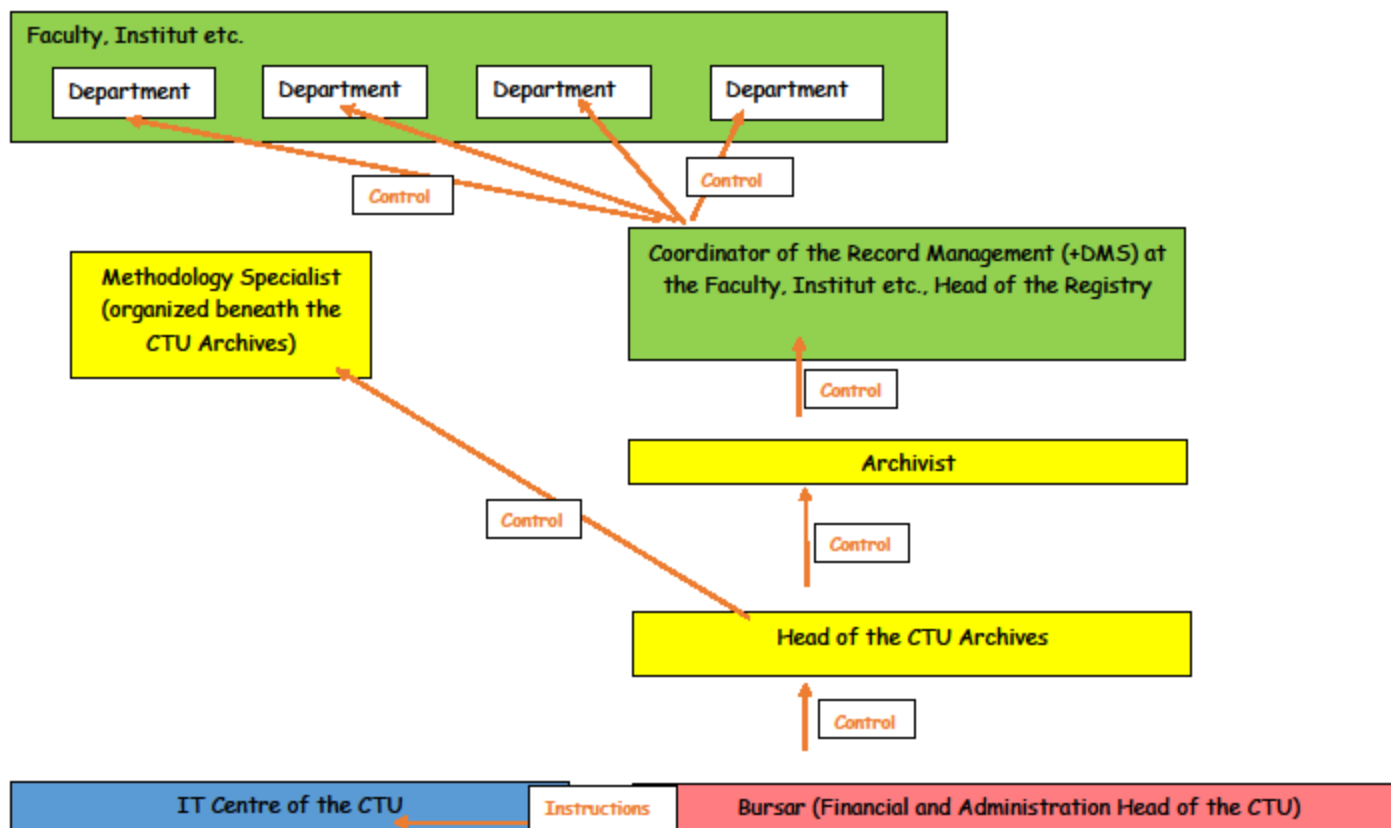 Faculty, Institut etc.
Department
Department
Department
Department
Control
Control
Coordinator of the Record Management (+DMS) at
the Faculty, Institut etc., Head of the Registry
Methodology Specialist
(organized beneath the
CTU Archives)
Control
Archivist
Control
Control
Head of the CTU Archives
Control
IT Centre of the CTU
Instructions
Bursar (Financial and Administration Head of the CTU)